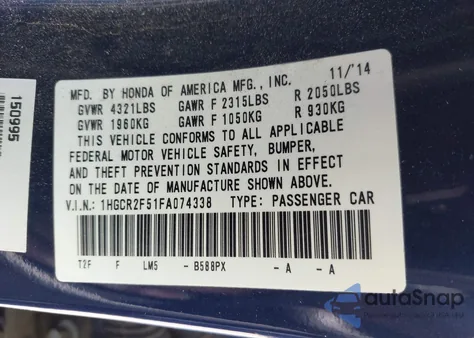 MFD. BY HONDA OF AMERICA MFG., INC. 11/'14
GVWR 4321LBS GAWR F 2315LBS R 2050LBS
GVWR 1960KG GAWR F 1050KG R 930KG
THIS VEHICLE CONFORMS TO ALL APPLICABLE
FEDERAL MOTOR VEHICLE SAFETY, BUMPER,
AND THEFT PREVENTION STANDARDS IN EFFECT
ON THE DATE OF MANUFACTURE SHOWN ABOVE.
V.I.N.: 1HGCR2F51FA074338 TYPE: PASSENGER CAR
T2F F LM5 - B588PX - A - A
150995
autoSnap